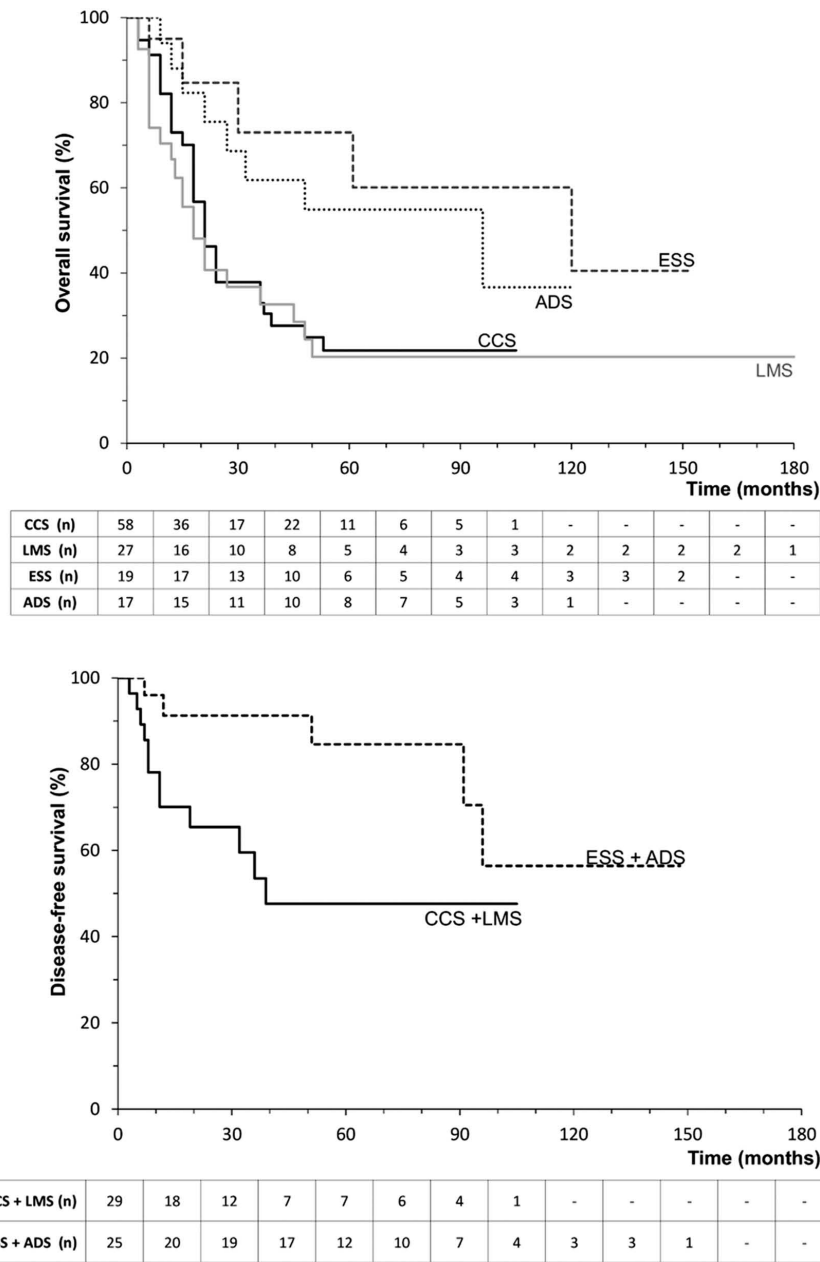 100
80
60
40
20
0
Overall survival (%)
ESS
ADS
CCS
LMS
0 30 60 90 120 150 180
Time (months)
CCS (n) 58 36 17 22 11 6 5 1 - - - - -
LMS (n) 27 16 10 8 5 4 3 3 2 2 2 2 1
ESS (n) 19 17 13 10 6 5 4 4 3 3 2 - -
ADS (n) 17 15 11 10 8 7 5 3 1 - - - -
100
80
60
40
20
0
Disease-free survival (%)
ESS + ADS
CCS +LMS
0 30 60 90 120 150 180
Time (months)
CS + LMS (n) 29 18 12 7 7 6 4 1 - - - - -
S + ADS (n) 25 20 19 17 12 10 7 4 3 3 1 - -